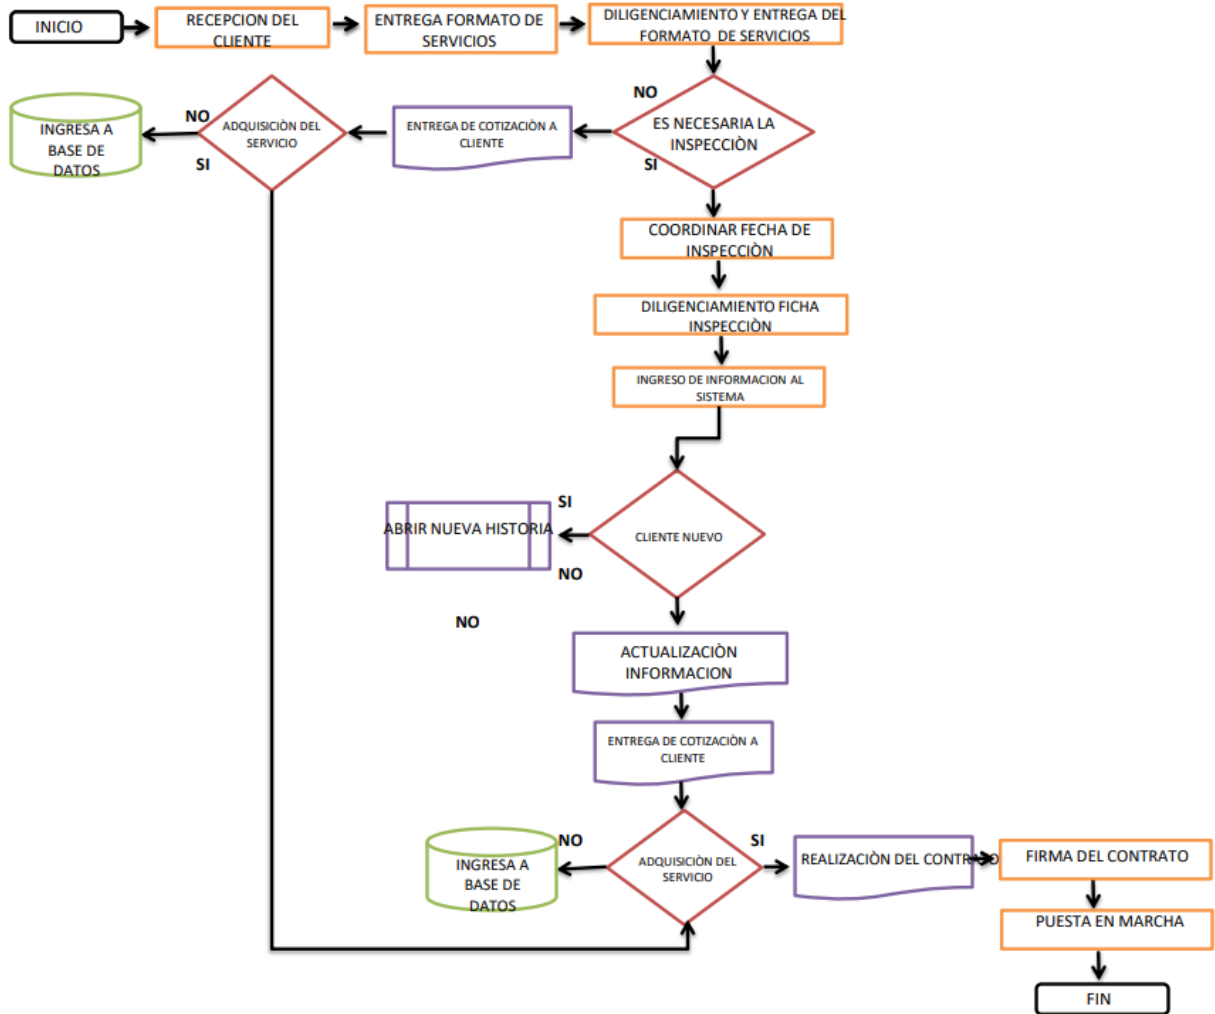 INICIO
RECEPCION DEL
CLIENTE
ENTREGA FORMATO DE
SERVICIOS
DILIGENCIAMIENTO Y ENTREGA DEL
FORMATO DE SERVICIOS
NO
ES NECESARIA LA
INSPECCIÒN
SI
ENTREGA DE COTIZACIÒN A
CLIENTE
ADQUISICIÒN DEL
SERVICIO
NO
SI
INGRESA A
BASE DE
DATOS
COORDINAR FECHA DE
INSPECCIÒN
DILIGENCIAMIENTO FICHA
INSPECCIÒN
INGRESO DE INFORMACION AL
SISTEMA
CLIENTE NUEVO
SI
ABRIR NUEVA HISTORIA
NO
NO
ACTUALIZACIÒN
INFORMACION
ENTREGA DE COTIZACIÒN A
CLIENTE
ADQUISICIÒN DEL
SERVICIO
NO
INGRESA A
BASE DE
DATOS
SI
REALIZACIÒN DEL CONTRATO
FIRMA DEL CONTRATO
PUESTA EN MARCHA
FIN